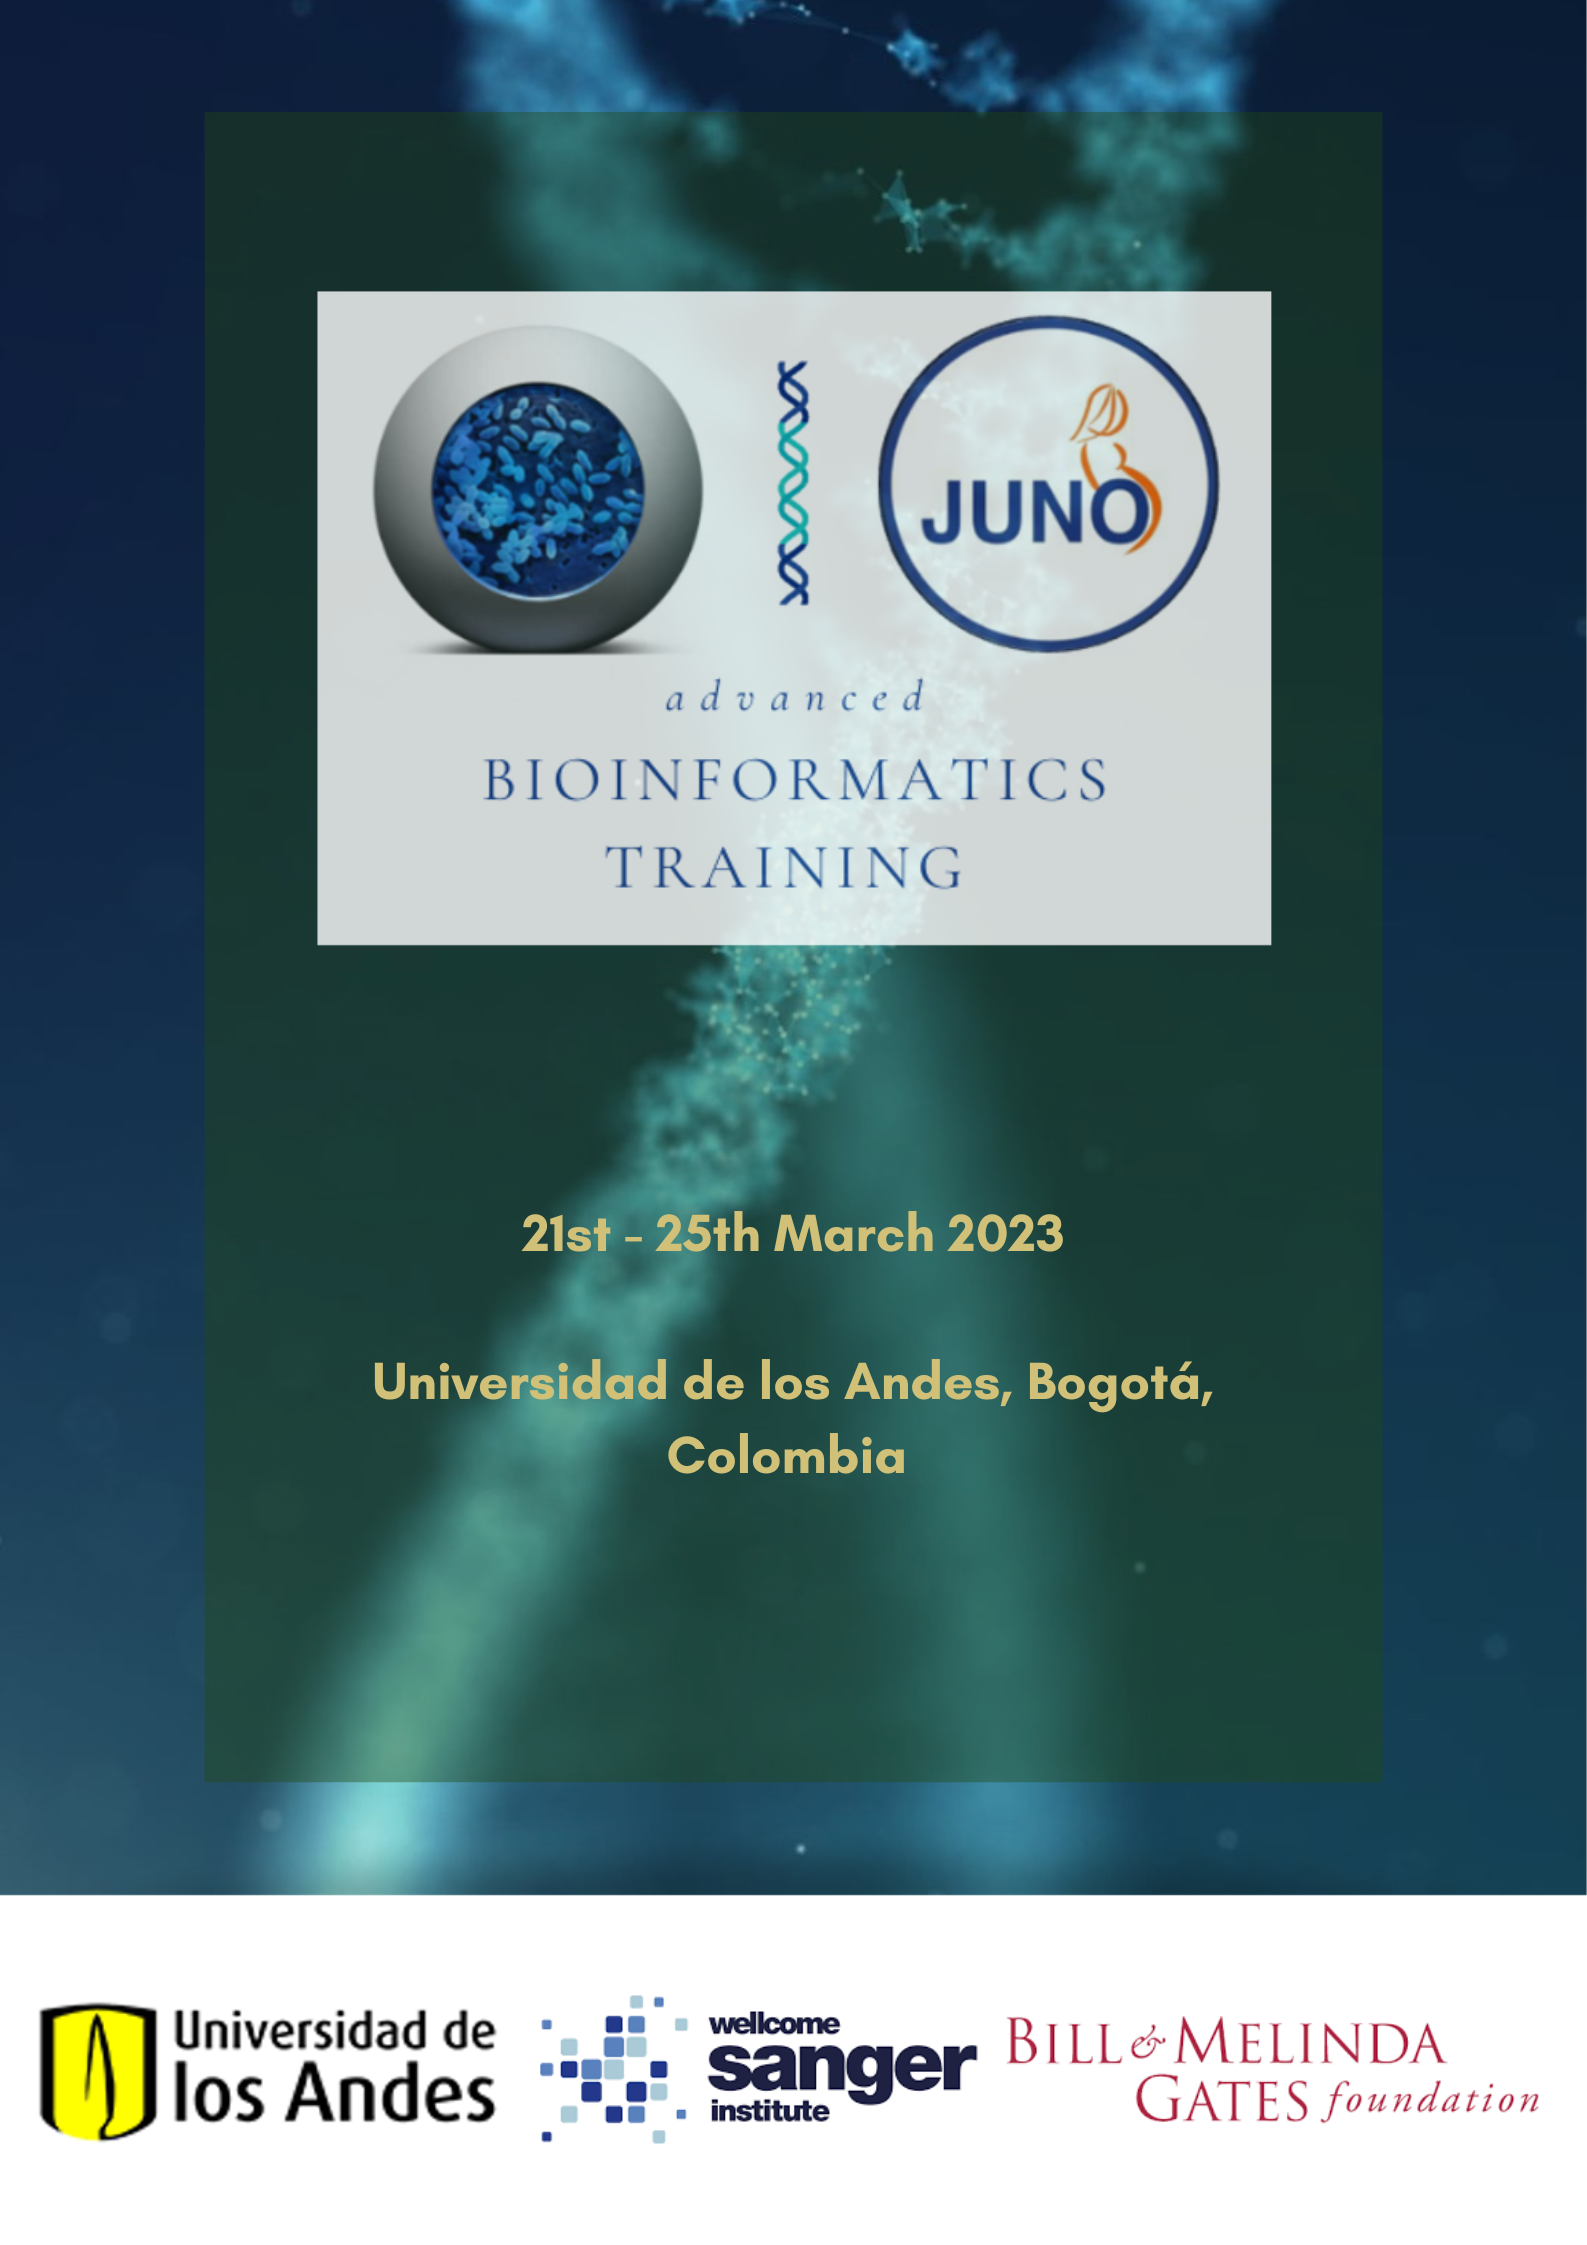 JUNO
advanced
BIOINFORMATICS
TRAINING
21st - 25th March 2023
Universidad de los Andes, Bogotá,
Colombia
Universidad de
los Andes
wellcome
sanger
institute
BILL & MELINDA
GATES foundation